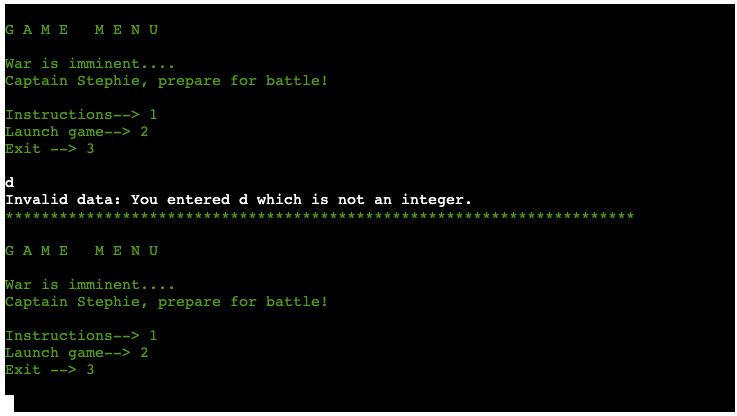 G A M E   M E N U
War is imminent....
Captain Stephie, prepare for battle!
Instructions--> 1
Launch game--> 2
Exit --> 3
d
Invalid data: You entered d which is not an integer.
**********************************************************************
G A M E   M E N U
War is imminent....
Captain Stephie, prepare for battle!
Instructions--> 1
Launch game--> 2
Exit --> 3